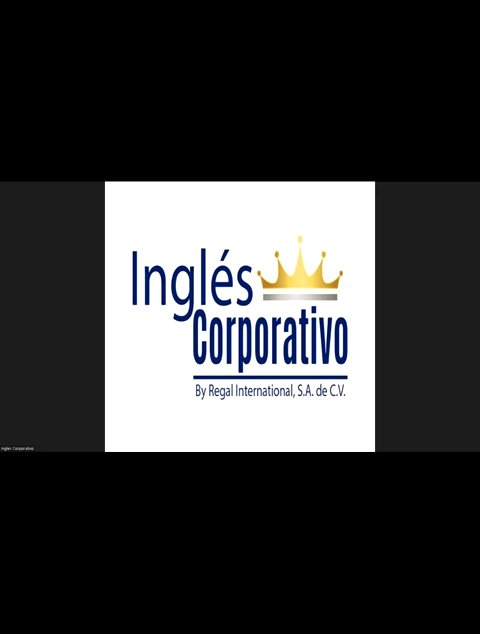 Inglés
Corporativo
By Regal International, S.A. de C.V.
Inglés Corporativo